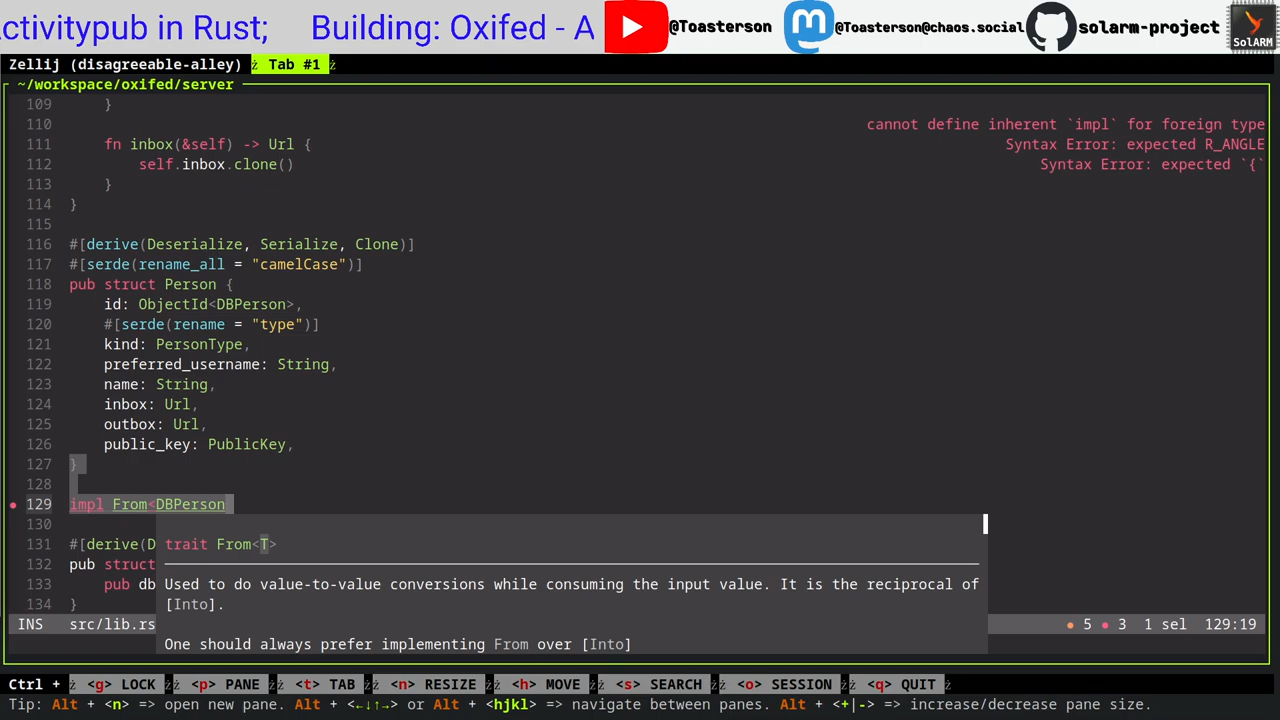 ctivitypub in Rust;     Building: Oxifed - A
@Toasterson
@Toasterson@chaos.social
solarm-project
SolARM
Zellij (disagreeable-alley)  Tab #1
~/workspace/oxifed/server
109     }
110 cannot define inherent `impl` for foreign type
111     fn inbox(&self) -> Url { Syntax Error: expected R_ANGLE
112         self.inbox.clone() Syntax Error: expected `{`
113     }
114 }
115
116 #[derive(Deserialize, Serialize, Clone)]
117 #[serde(rename_all = "camelCase")]
118 pub struct Person {
119     id: ObjectId<DBPerson>,
120     #[serde(rename = "type")]
121     kind: PersonType,
122     preferred_username: String,
123     name: String,
124     inbox: Url,
125     outbox: Url,
126     public_key: PublicKey,
127 }
128
129 impl From<DBPerson
130
131 #[derive(D trait From<T>
132 pub struct
133     pub db Used to do value-to-value conversions while consuming the input value. It is the reciprocal of
134 } [Into].
INS src/lib.rs 5 3 1 sel 129:19
One should always prefer implementing From over [Into]
Ctrl + ż <g> LOCK ż <p> PANE ż <t> TAB ż <n> RESIZE ż <h> MOVE ż <s> SEARCH ż <o> SESSION ż <q> QUIT ż
Tip: Alt + <n> => open new pane. Alt + <←↓↑→> or Alt + <hjkl> => navigate between panes. Alt + <+|-> => increase/decrease pane size.